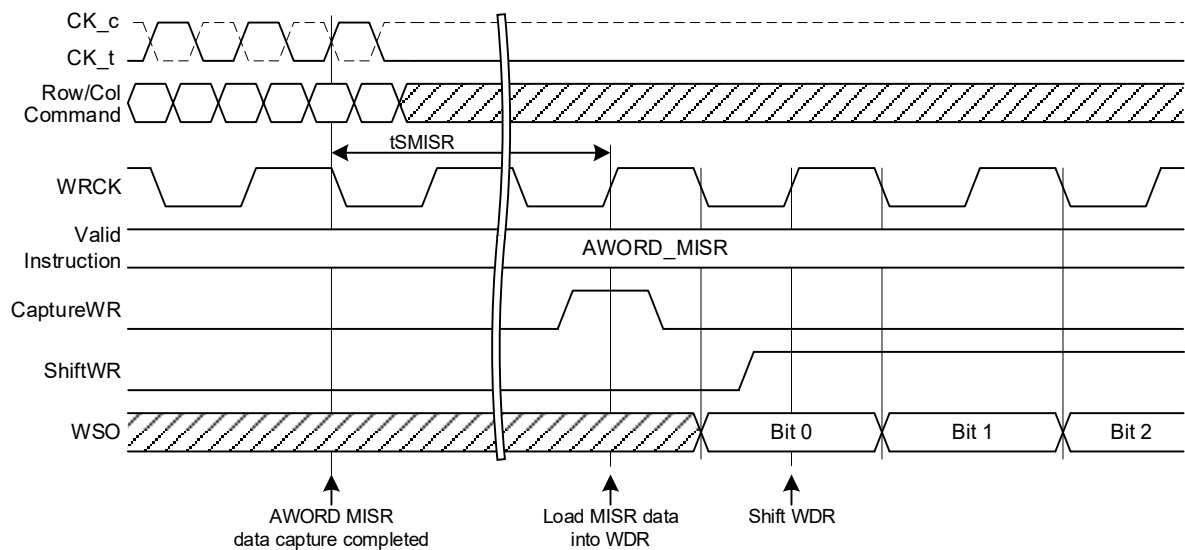 CK_c
CK_t
Row/Col
Command
tSMISR
WRCK
Valid
Instruction
AWORD_MISR
CaptureWR
ShiftWR
WSO
Bit 0
Bit 1
Bit 2
AWORD MISR
data capture completed
Load MISR data
into WDR
Shift WDR